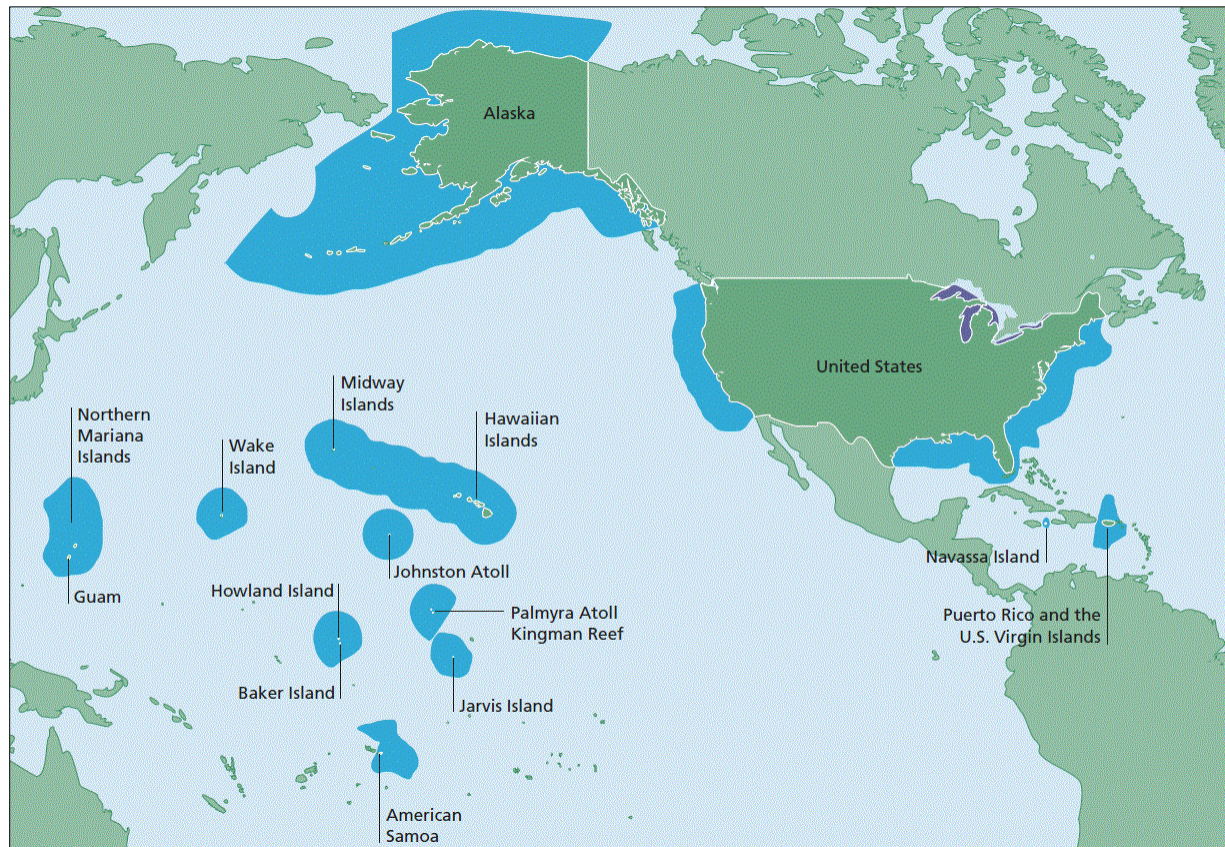 Alaska
United States
Midway
Islands
Northern
Mariana
Islands
Hawaiian
Islands
Wake
Island
Navassa Island
Johnston Atoll
Howland Island
Guam
Palmyra Atoll
Kingman Reef
Puerto Rico and the
U.S. Virgin Islands
Baker Island
Jarvis Island
American
Samoa